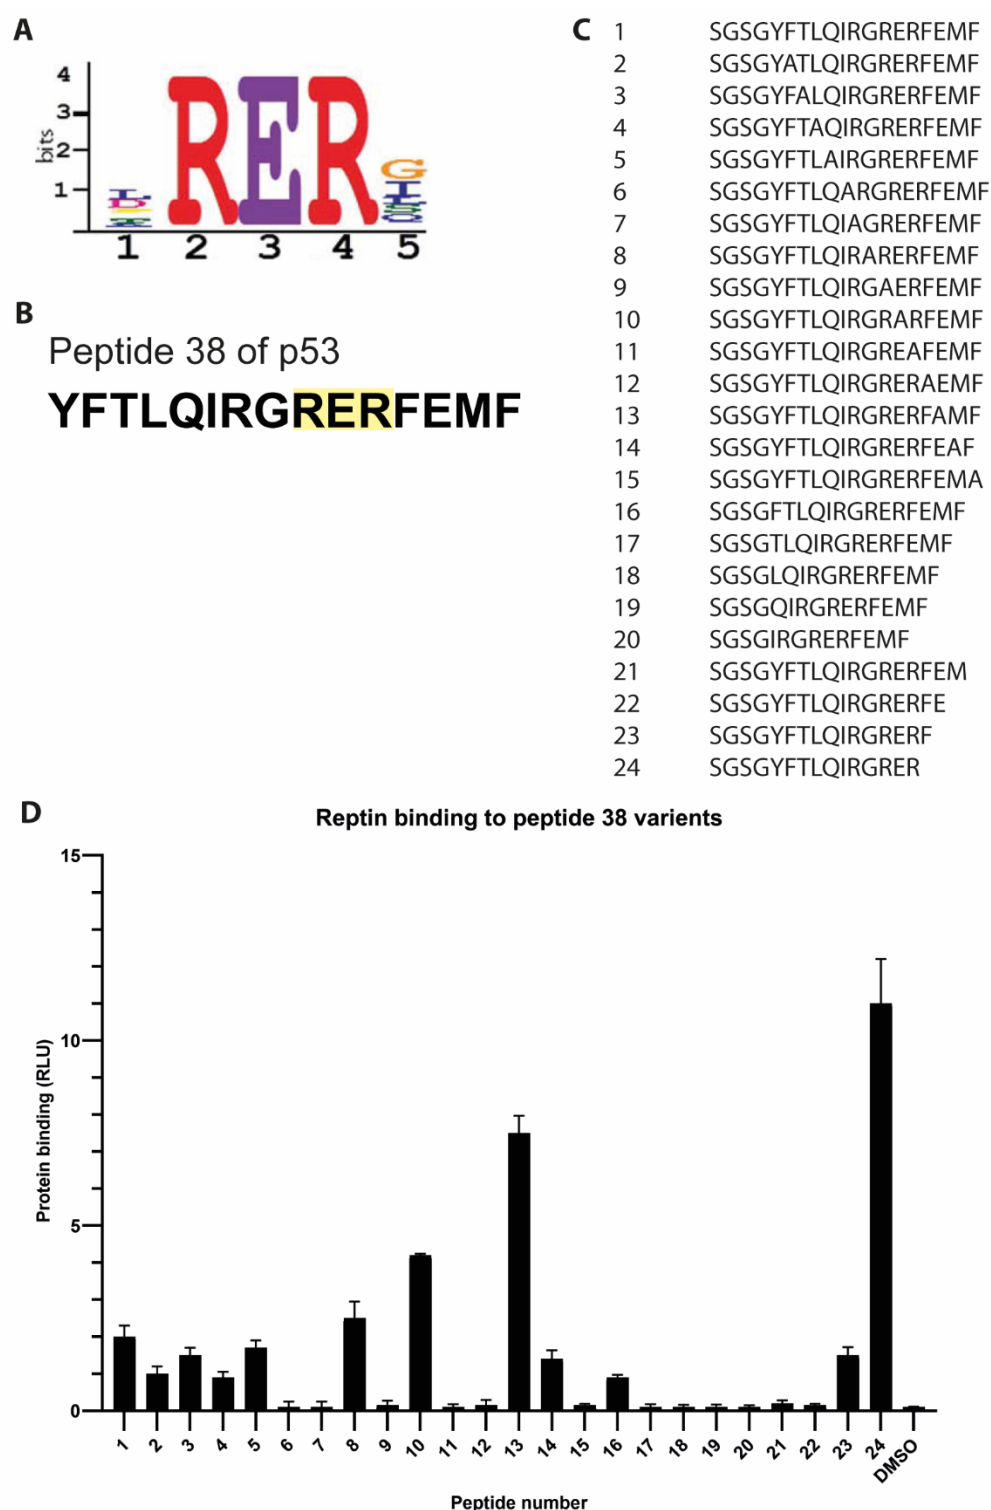 A
bits
4
3
2
1
RER
G
1 2 3 4 5
B
Peptide 38 of p53
YFTLQIRGRERFEMF
C
1 SGSGYFTLQIRGRERFEMF
2 SGSGYATLQIRGRERFEMF
3 SGSGYFALQIRGRERFEMF
4 SGSGYFTAQIRGRERFEMF
5 SGSGYFTLAIRGRERFEMF
6 SGSGYFTLQARGRERFEMF
7 SGSGYFTLQIAGRERFEMF
8 SGSGYFTLQIRARERFEMF
9 SGSGYFTLQIRGAERFEMF
10 SGSGYFTLQIRGRARFEMF
11 SGSGYFTLQIRGREAFEMF
12 SGSGYFTLQIRGRERAEMF
13 SGSGYFTLQIRGRERFAMF
14 SGSGYFTLQIRGRERFEAF
15 SGSGYFTLQIRGRERFEMA
16 SGSGFTLQIRGRERFEMF
17 SGSGTLQIRGRERFEMF
18 SGSGLQIRGRERFEMF
19 SGSGQIRGRERFEMF
20 SGSGIRGRERFEMF
21 SGSGYFTLQIRGRERFEM
22 SGSGYFTLQIRGRERFE
23 SGSGYFTLQIRGRERF
24 SGSGYFTLQIRGRER
D
Reptin binding to peptide 38 varients
Protein binding (RLU)
15
10
5
0
1 2 3 4 5 6 7 8 9 10 11 12 13 14 15 16 17 18 19 20 21 22 23 24 DMSO
Peptide number